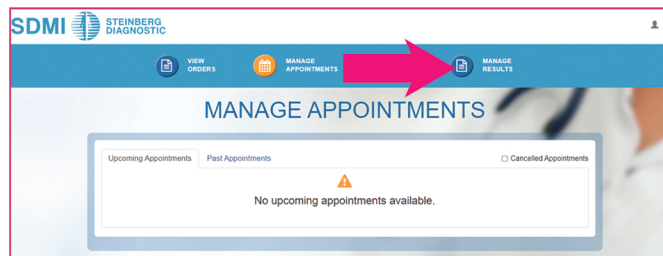 SDMI STEINBERG
DIAGNOSTIC
VIEW
ORDERS
MANAGE
APPOINTMENTS
MANAGE
RESULTS
MANAGE APPOINTMENTS
Upcoming Appointments Past Appointments Cancelled Appointments
No upcoming appointments available.